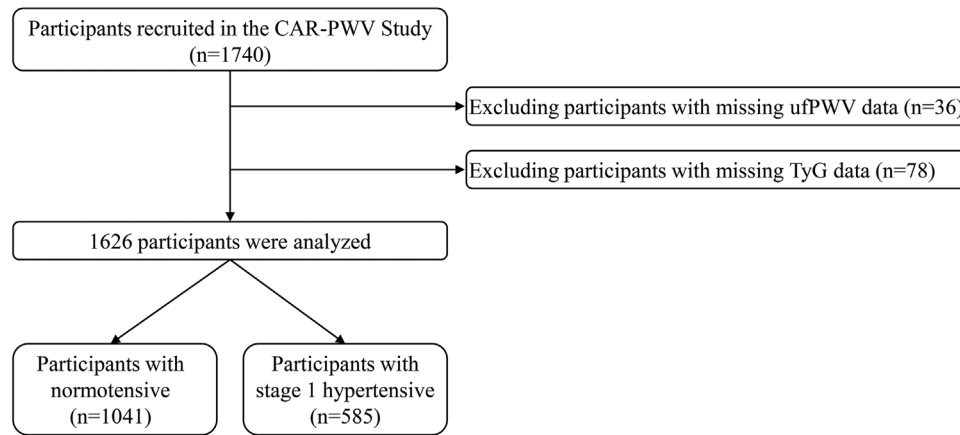 Participants recruited in the CAR-PWV Study
(n=1740)
Excluding participants with missing ufPWV data (n=36)
Excluding participants with missing TyG data (n=78)
1626 participants were analyzed
Participants with
normotensive
(n=1041)
Participants with
stage 1 hypertensive
(n=585)